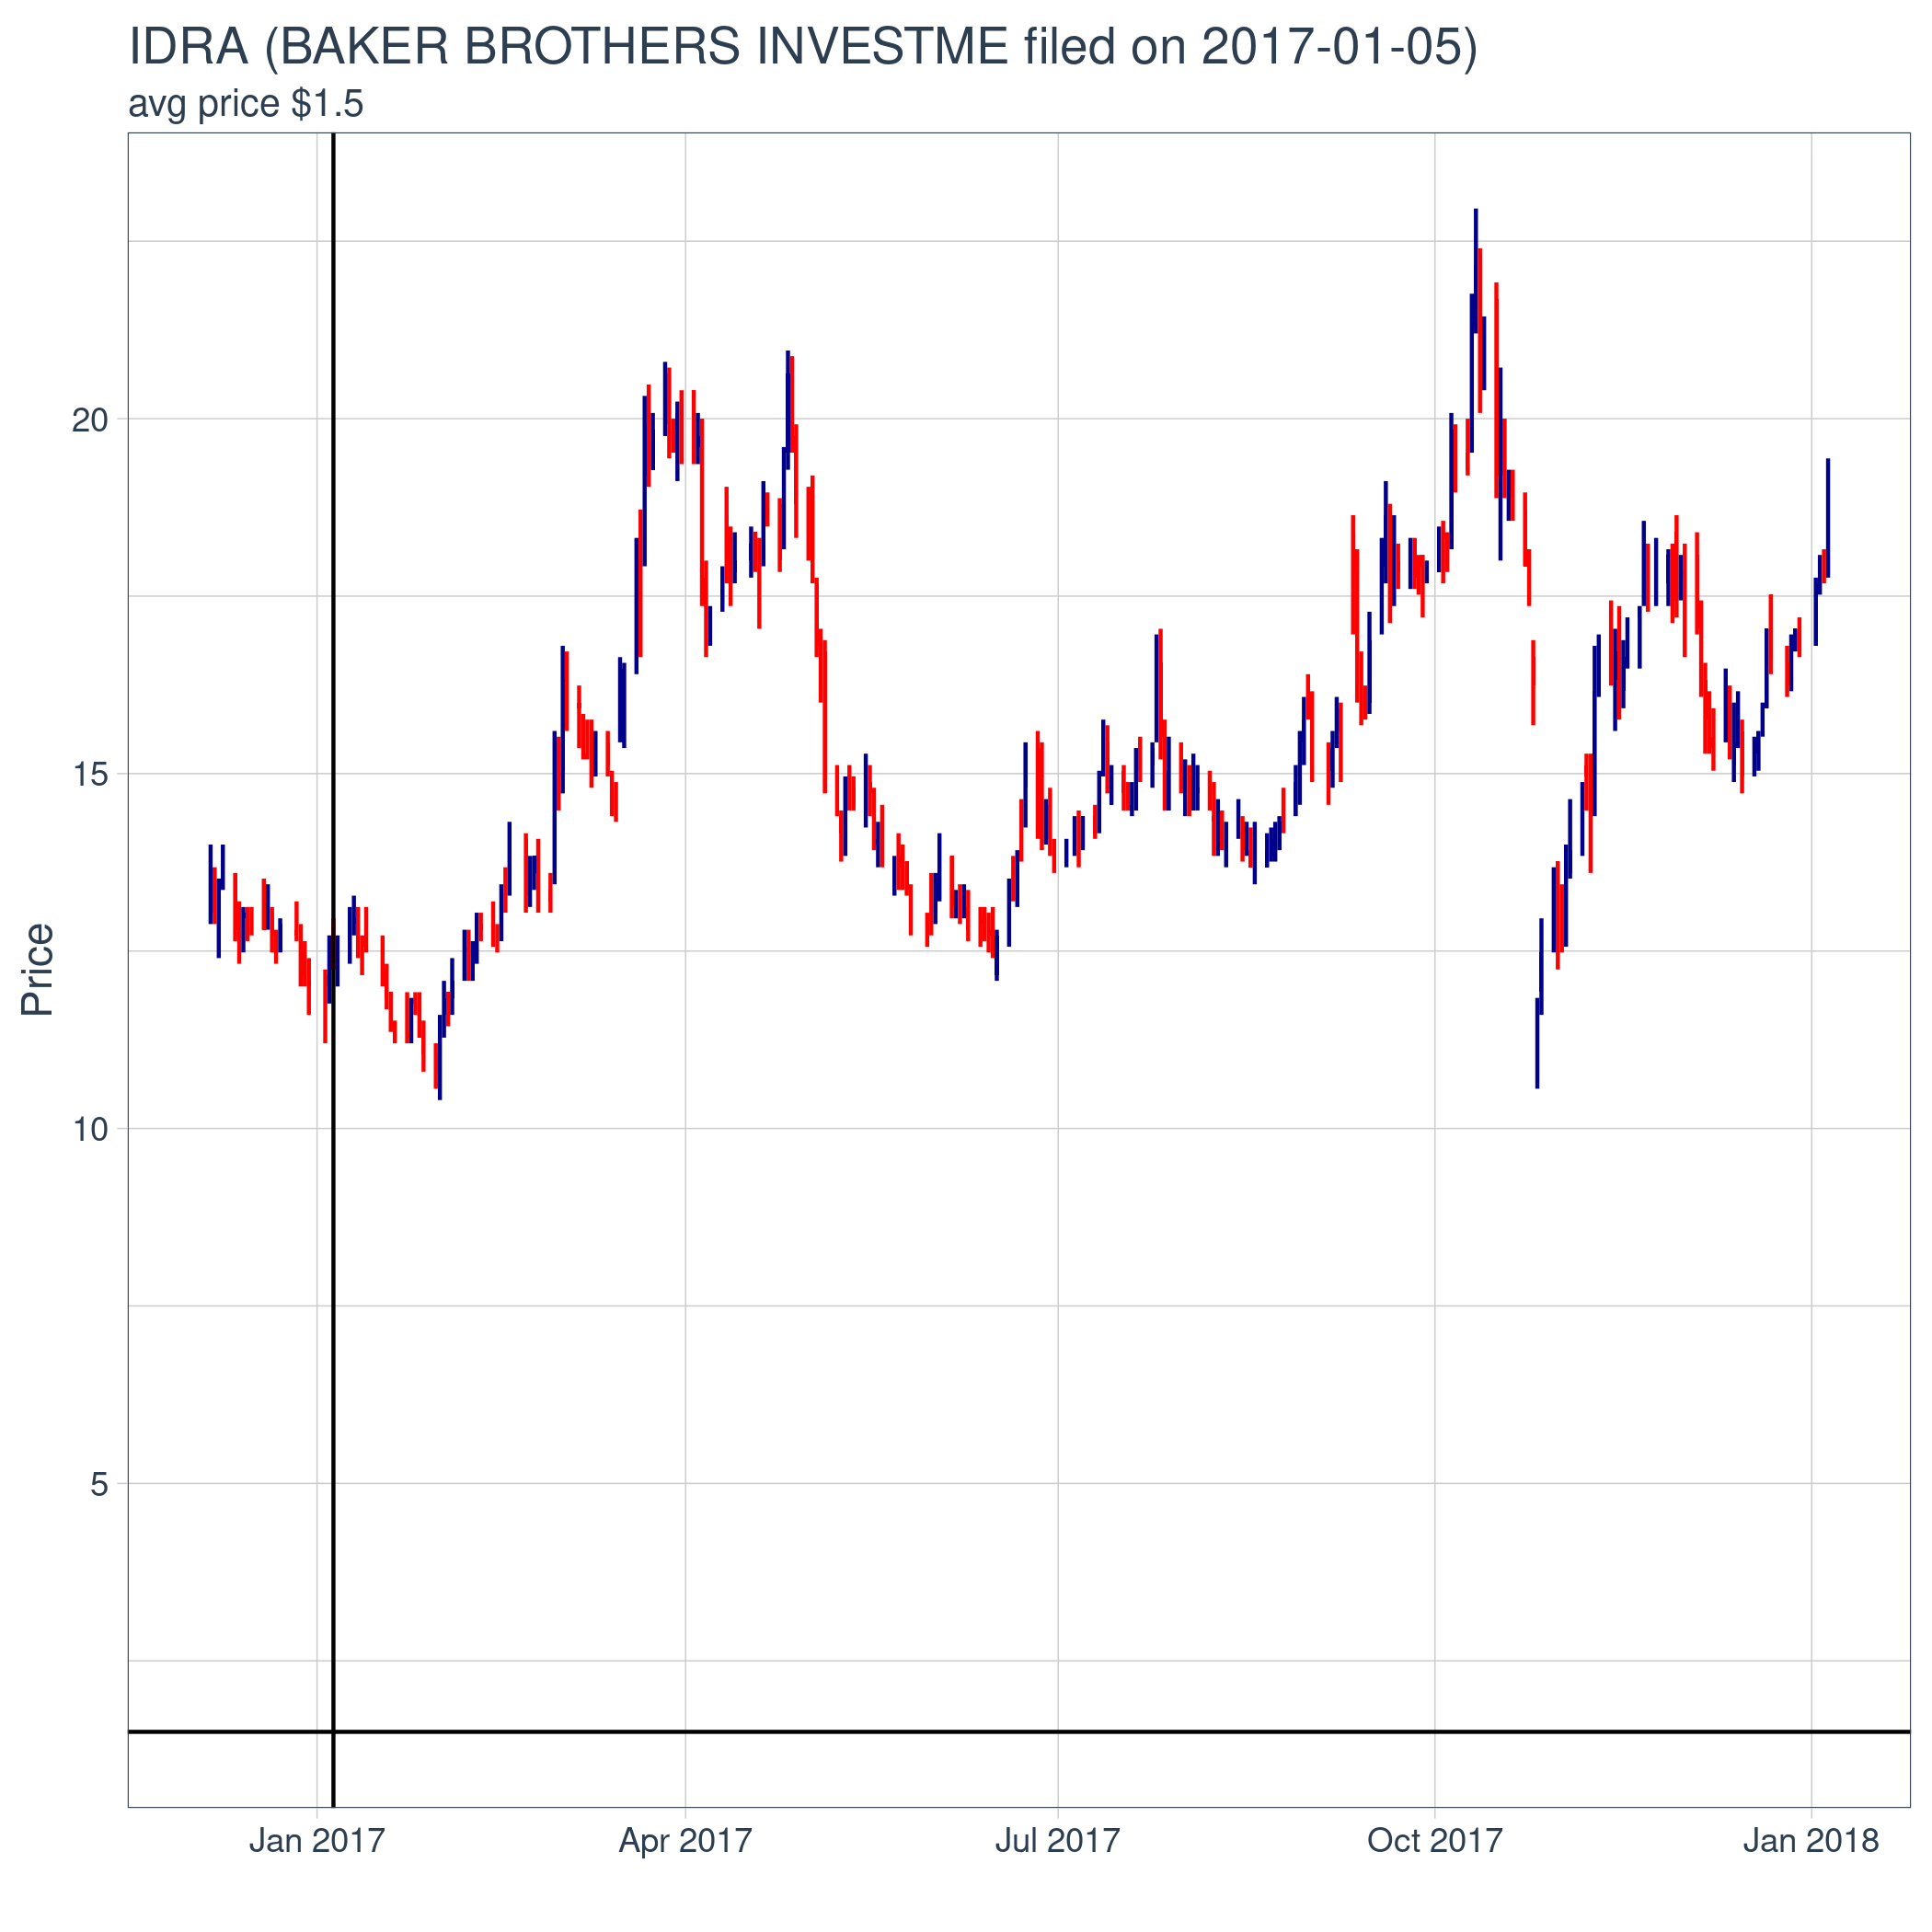 IDRA (BAKER BROTHERS INVESTME filed on 2017-01-05)
avg price $1.5
Price
20
15
10
5
Jan 2017
Apr 2017
Jul 2017
Oct 2017
Jan 2018